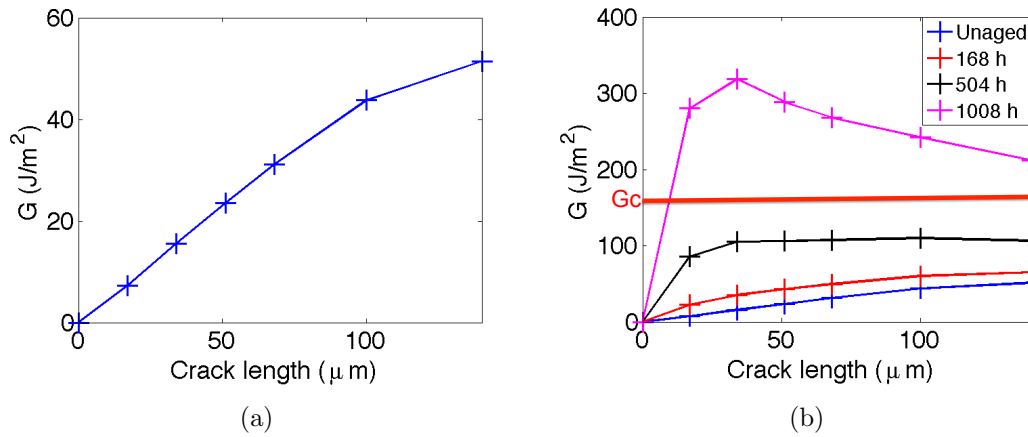 60
40
20
0
G (J/m²)
0
50
100
Crack length (μ m)
(a)
400
300
200
100
0
G (J/m²)
Gc
Unaged
168 h
504 h
1008 h
0
50
100
Crack length (μ m)
(b)